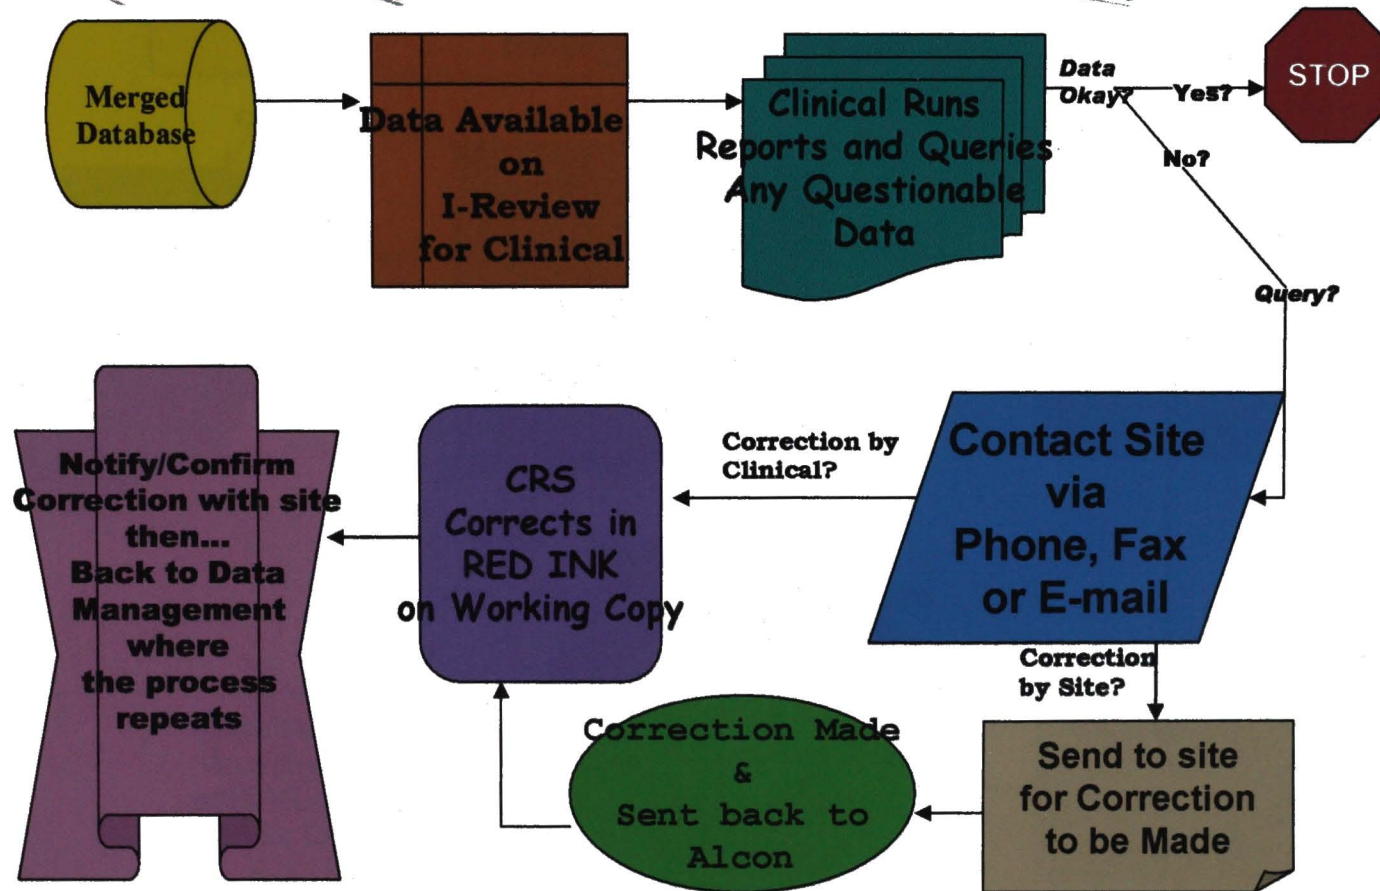 Merged
Database
Data Available
on
I-Review
for Clinical
Clinical Runs
Reports and Queries
Any Questionable
Data
Data
Okay?
Yes?
STOP
No?
Query?
Contact Site
via
Phone, Fax
or E-mail
Correction by
Clinical?
CRS
Corrects in
RED INK
on Working Copy
Notify/Confirm
Correction with site
then...
Back to Data
Management
where
the process
repeats
Correction
by Site?
Send to site
for Correction
to be Made
Correction Made
&
Sent back to
Alcon